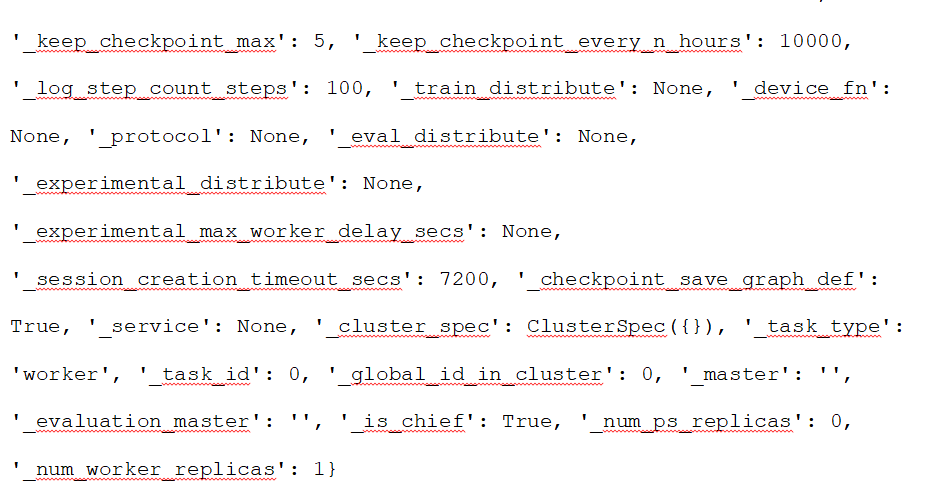 '_keep_checkpoint_max': 5, '_keep_checkpoint_every_n_hours': 10000,
'_log_step_count_steps': 100, '_train_distribute': None, '_device_fn':
None, '_protocol': None, '_eval_distribute': None,
'_experimental_distribute': None,
'_experimental_max_worker_delay_secs': None,
'_session_creation_timeout_secs': 7200, '_checkpoint_save_graph_def':
True, '_service': None, '_cluster_spec': ClusterSpec({}), '_task_type':
'worker', '_task_id': 0, '_global_id_in_cluster': 0, '_master': '',
'_evaluation_master': '', '_is_chief': True, '_num_ps_replicas': 0,
'_num_worker_replicas': 1}